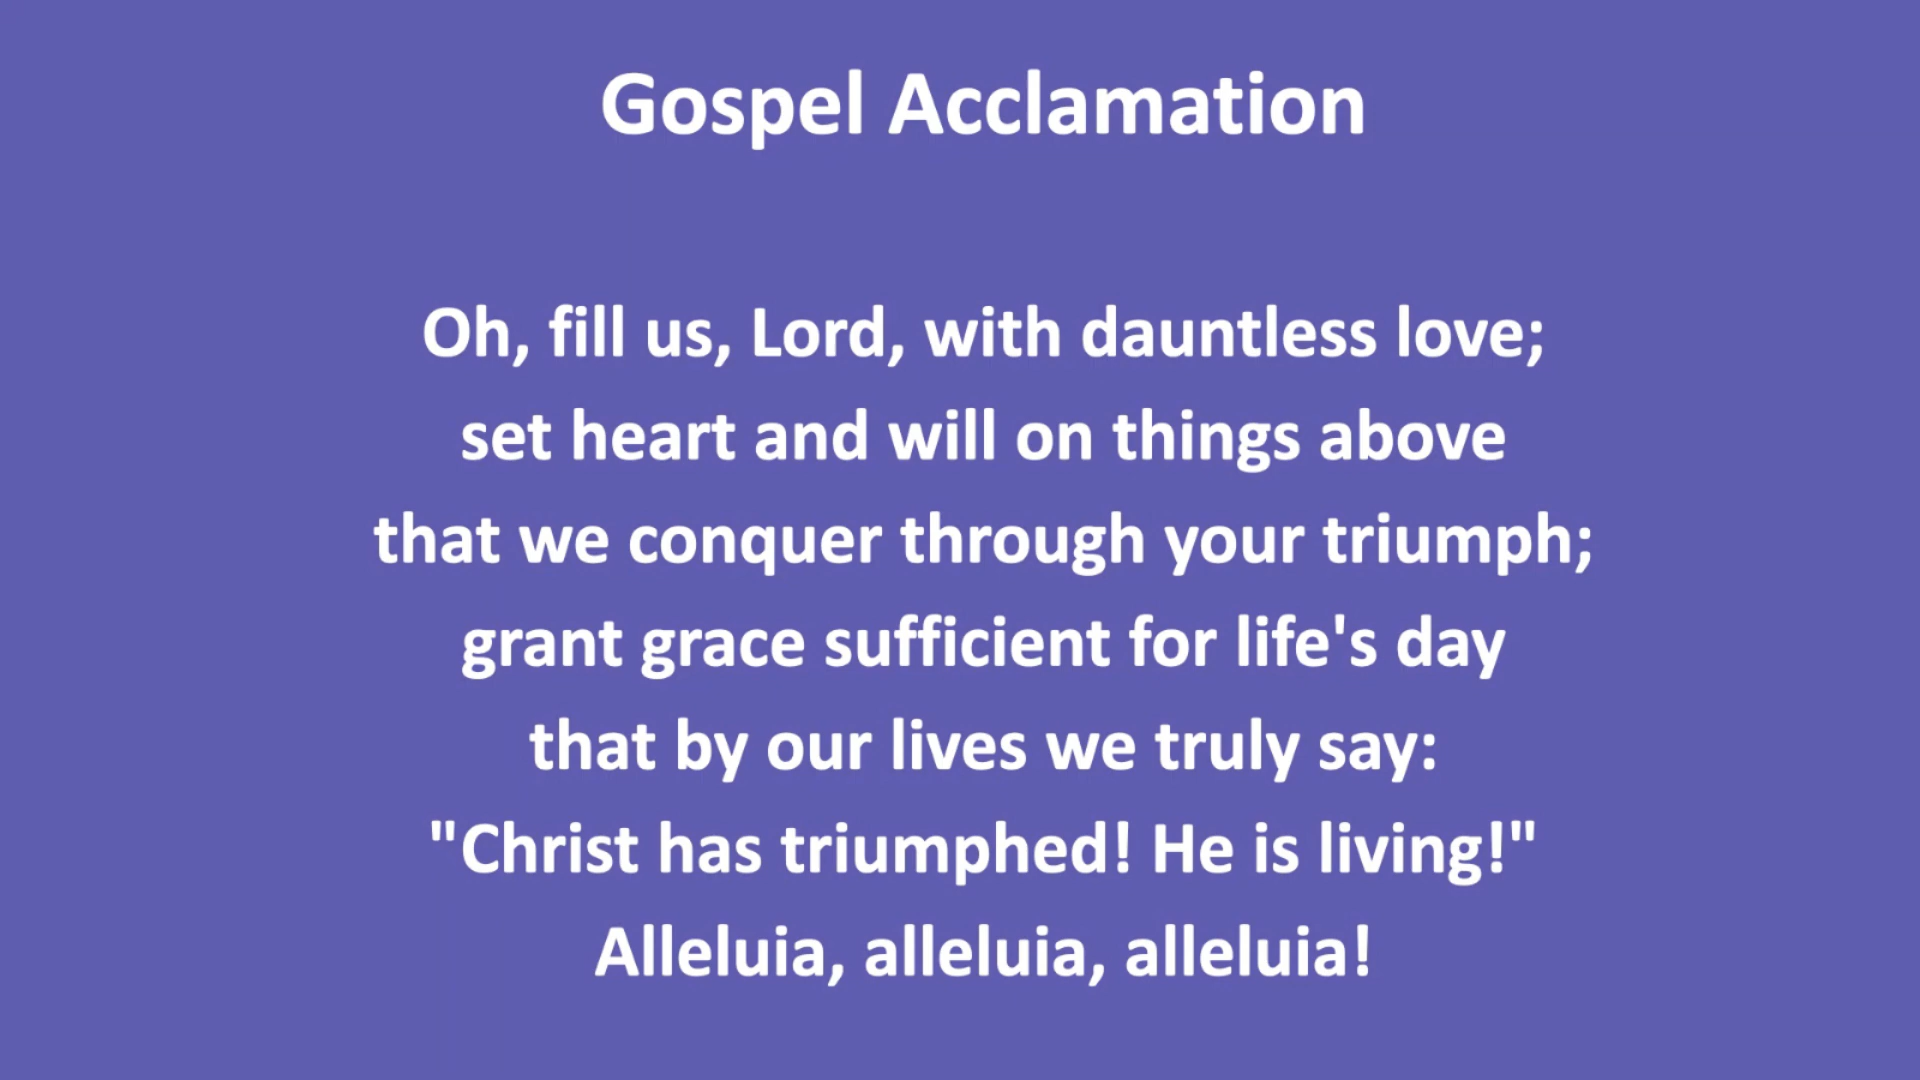 Gospel Acclamation
Oh, fill us, Lord, with dauntless love;
set heart and will on things above
that we conquer through your triumph;
grant grace sufficient for life's day
that by our lives we truly say:
"Christ has triumphed! He is living!"
Alleluia, alleluia, alleluia!